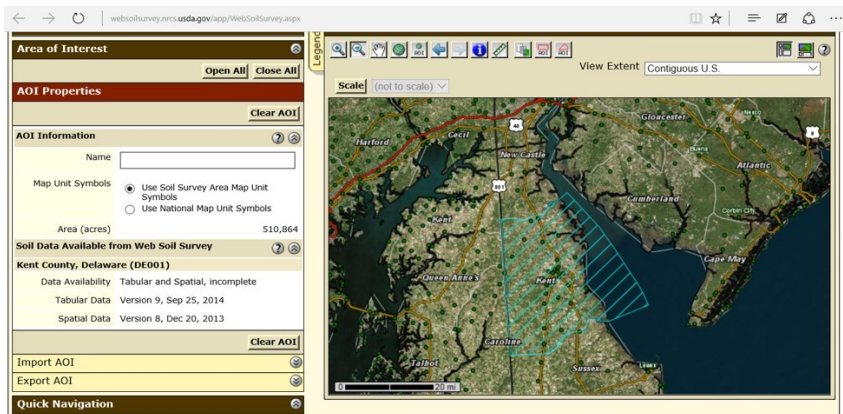 websoilsurvey.nrcs.usda.gov/app/WebSoilSurvey.aspx
Area of Interest
Open All Close All
AOI Properties
Clear AOI
AOI Information
Name
Map Unit Symbols
Use Soil Survey Area Map Unit
Symbols
Use National Map Unit Symbols
Area (acres) 510,864
Soil Data Available from Web Soil Survey
Kent County, Delaware (DE001)
Data Availability Tabular and Spatial, incomplete
Tabular Data Version 9, Sep 25, 2014
Spatial Data Version 8, Dec 20, 2013
Clear AOI
Import AOI
Export AOI
Quick Navigation
Legend
View Extent Contiguous U.S.
Scale (not to scale)
Harford
Cecil
40
Gloucester
New Castle
301
Atlantic
Cumberland
Corbin City
Kent
Cape May
Queen Anne's
Kent
Caroline
Talbot
Sussex
Lewes
0 20 mi